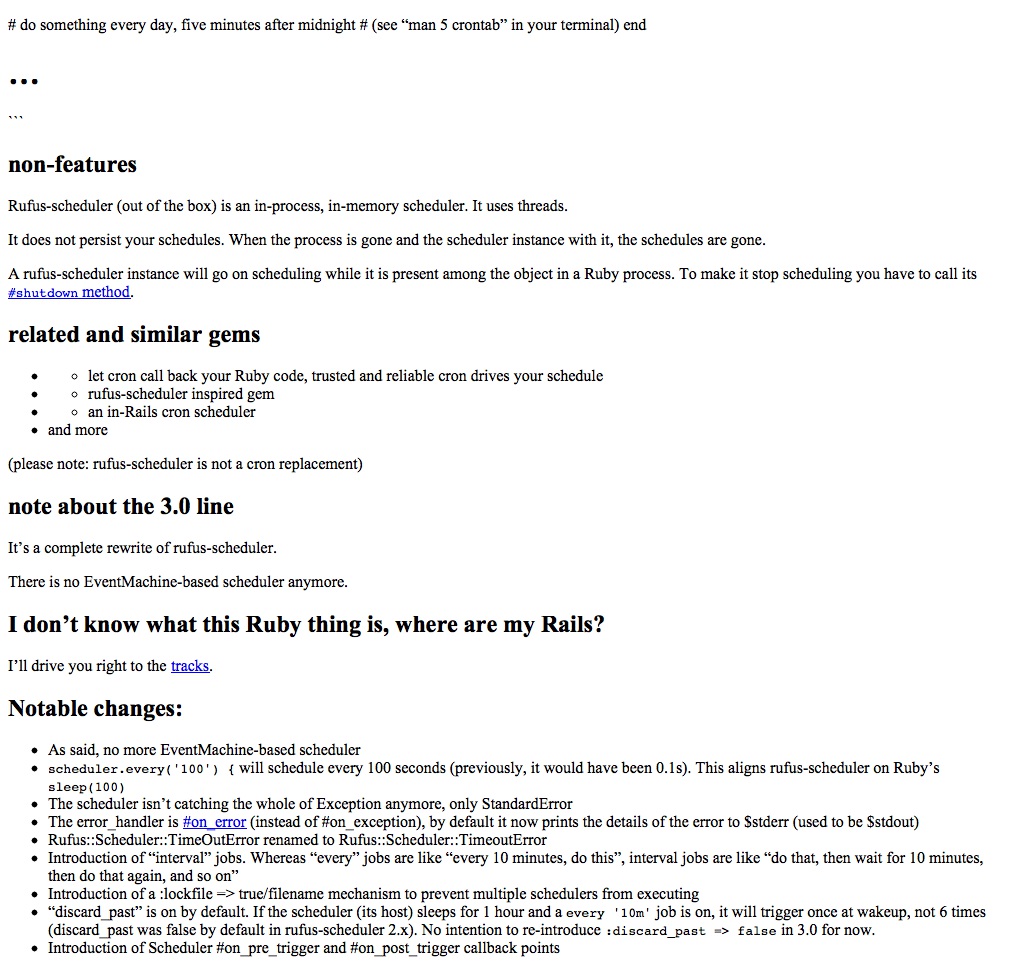 # do something every day, five minutes after midnight # (see “man 5 crontab” in your terminal) end
...
```
non-features
Rufus-scheduler (out of the box) is an in-process, in-memory scheduler. It uses threads.
It does not persist your schedules. When the process is gone and the scheduler instance with it, the schedules are gone.
A rufus-scheduler instance will go on scheduling while it is present among the object in a Ruby process. To make it stop scheduling you have to call its
#shutdown method.
related and similar gems
let cron call back your Ruby code, trusted and reliable cron drives your schedule
rufus-scheduler inspired gem
an in-Rails cron scheduler
and more
(please note: rufus-scheduler is not a cron replacement)
note about the 3.0 line
It’s a complete rewrite of rufus-scheduler.
There is no EventMachine-based scheduler anymore.
I don’t know what this Ruby thing is, where are my Rails?
I’ll drive you right to the tracks.
Notable changes:
As said, no more EventMachine-based scheduler
scheduler.every('100') { will schedule every 100 seconds (previously, it would have been 0.1s). This aligns rufus-scheduler on Ruby’s
sleep(100)
The scheduler isn’t catching the whole of Exception anymore, only StandardError
The error_handler is #on_error (instead of #on_exception), by default it now prints the details of the error to $stderr (used to be $stdout)
Rufus::Scheduler::TimeOutError renamed to Rufus::Scheduler::TimeoutError
Introduction of “interval” jobs. Whereas “every” jobs are like “every 10 minutes, do this”, interval jobs are like “do that, then wait for 10 minutes,
then do that again, and so on”
Introduction of a :lockfile => true/filename mechanism to prevent multiple schedulers from executing
“discard_past” is on by default. If the scheduler (its host) sleeps for 1 hour and a every '10m' job is on, it will trigger once at wakeup, not 6 times
(discard_past was false by default in rufus-scheduler 2.x). No intention to re-introduce :discard_past => false in 3.0 for now.
Introduction of Scheduler #on_pre_trigger and #on_post_trigger callback points